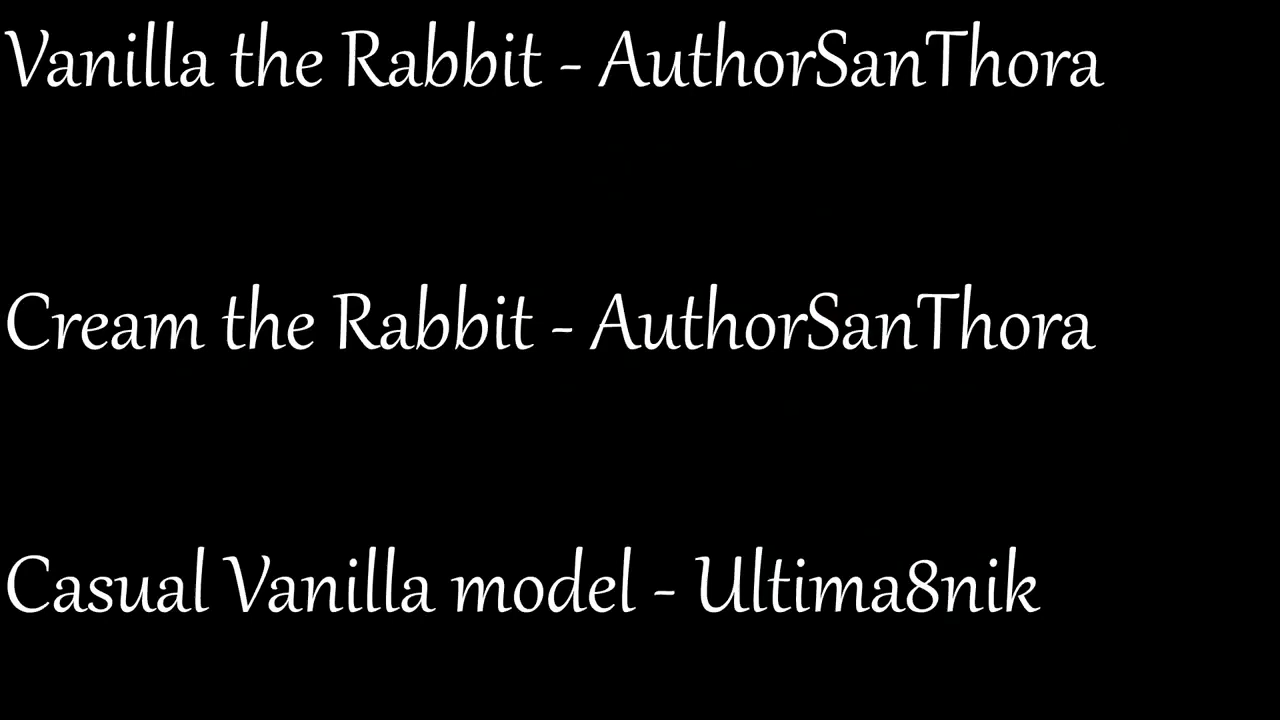 Vanilla the Rabbit - AuthorSanThora
Cream the Rabbit - AuthorSanThora
Casual Vanilla model - Ultima8nik